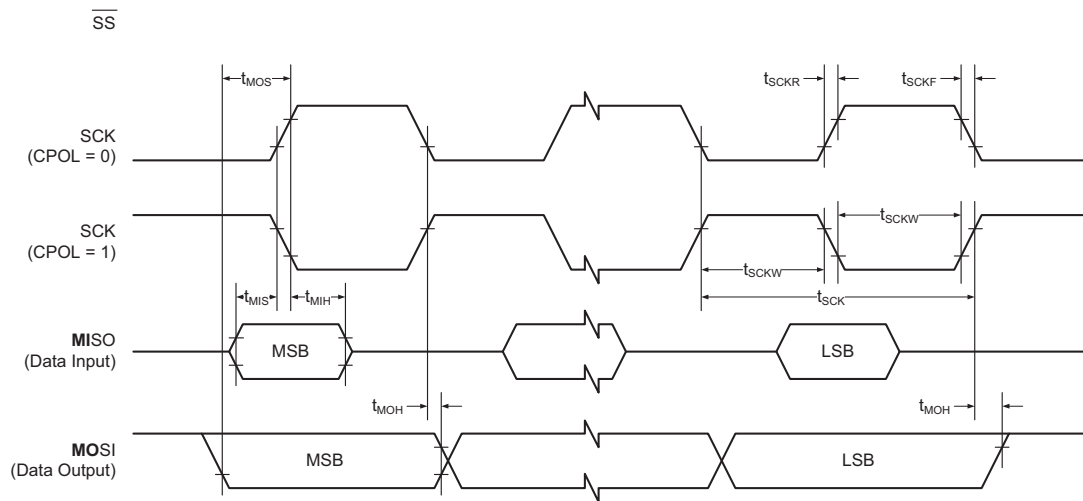 SS
tMOS
tSCKR
tSCKF
SCK
(CPOL = 0)
SCK
(CPOL = 1)
tSCKW
tSCKW
tSCK
tMIS
tMIH
MISO
(Data Input)
MSB
LSB
tMOH
tMOH
MOSI
(Data Output)
MSB
LSB